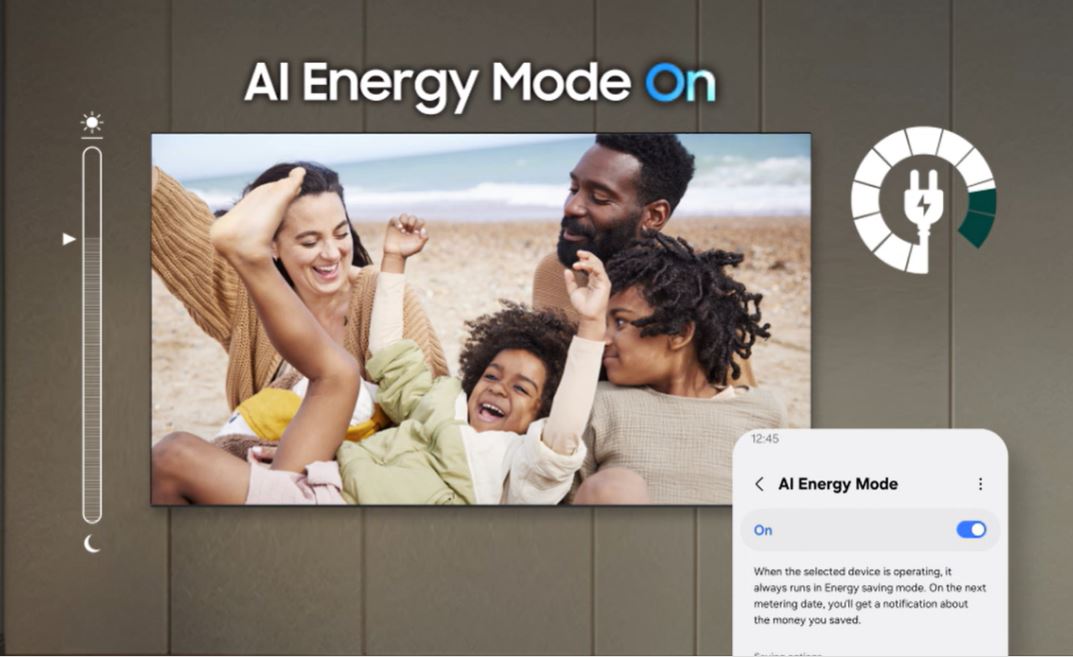 AI Energy Mode On
12:45
AI Energy Mode
On
When the selected device is operating, it
always runs in Energy saving mode. On the next
metering date, you'll get a notification about
the money you saved.